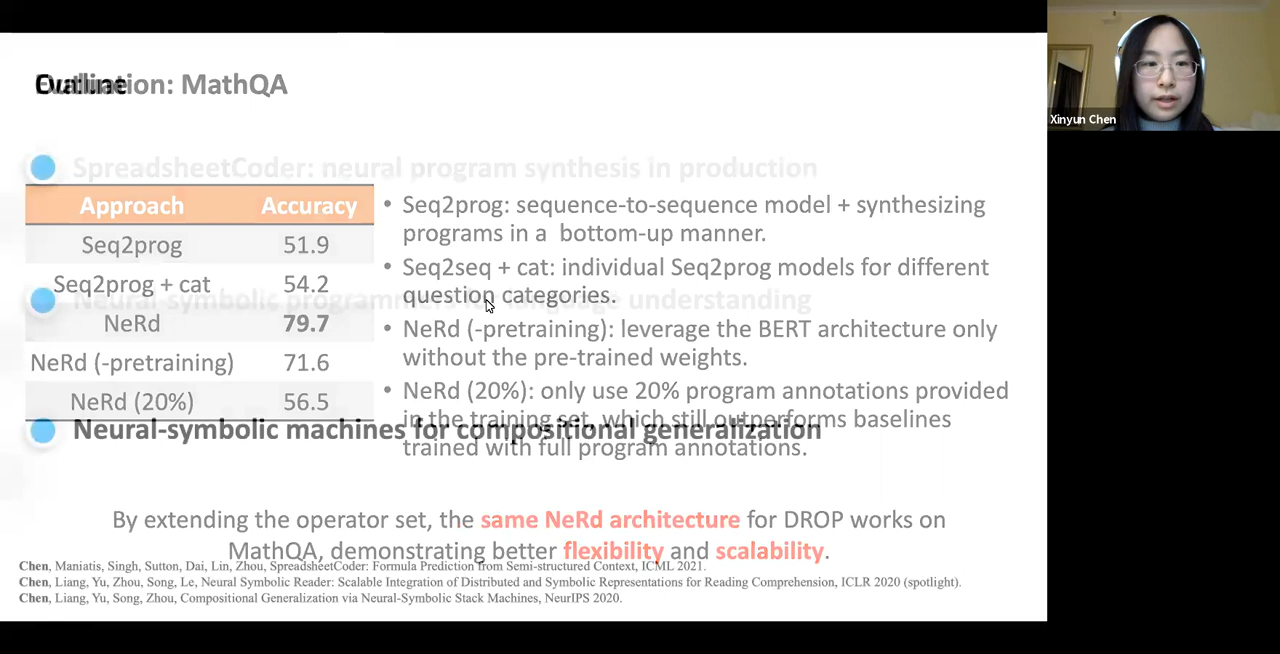 Outline
Evaluation: MathQA
Xinyun Chen
SpreadsheetCoder: neural program synthesis in production
Approach Accuracy
Seq2prog 51.9
Seq2prog + cat 54.2
NeRd 79.7
NeRd (-pretraining) 71.6
NeRd (20%) 56.5
• Seq2prog: sequence-to-sequence model + synthesizing
programs in a bottom-up manner.
• Seq2seq + cat: individual Seq2prog models for different
question categories.
• NeRd (-pretraining): leverage the BERT architecture only
without the pre-trained weights.
• NeRd (20%): only use 20% program annotations provided
in the training set, which still outperforms baselines
trained with full program annotations.
Neural-symbolic programmers for language understanding
Neural-symbolic machines for compositional generalization
By extending the operator set, the same NeRd architecture for DROP works on
MathQA, demonstrating better flexibility and scalability.
Chen, Maniatis, Singh, Sutton, Dai, Lin, Zhou, SpreadsheetCoder: Formula Prediction from Semi-structured Context, ICML 2021.
Chen, Liang, Yu, Zhou, Song, Le, Neural Symbolic Reader: Scalable Integration of Distributed and Symbolic Representations for Reading Comprehension, ICLR 2020 (spotlight).
Chen, Liang, Yu, Song, Zhou, Compositional Generalization via Neural-Symbolic Stack Machines, NeurIPS 2020.